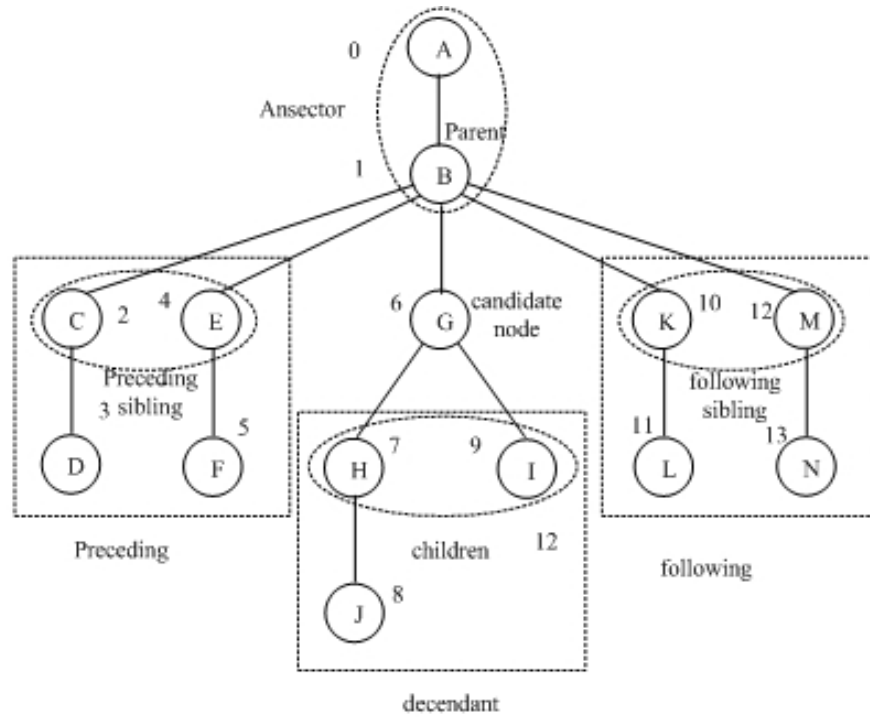 0
A
Ansector
Parent
1
B
C
2
4
E
6
G
candidate
node
K
10
12
M
Preceding
3 sibling
following
sibling
D
5
F
7
H
9
I
11
L
13
N
Preceding
children
12
following
J
8
decendant